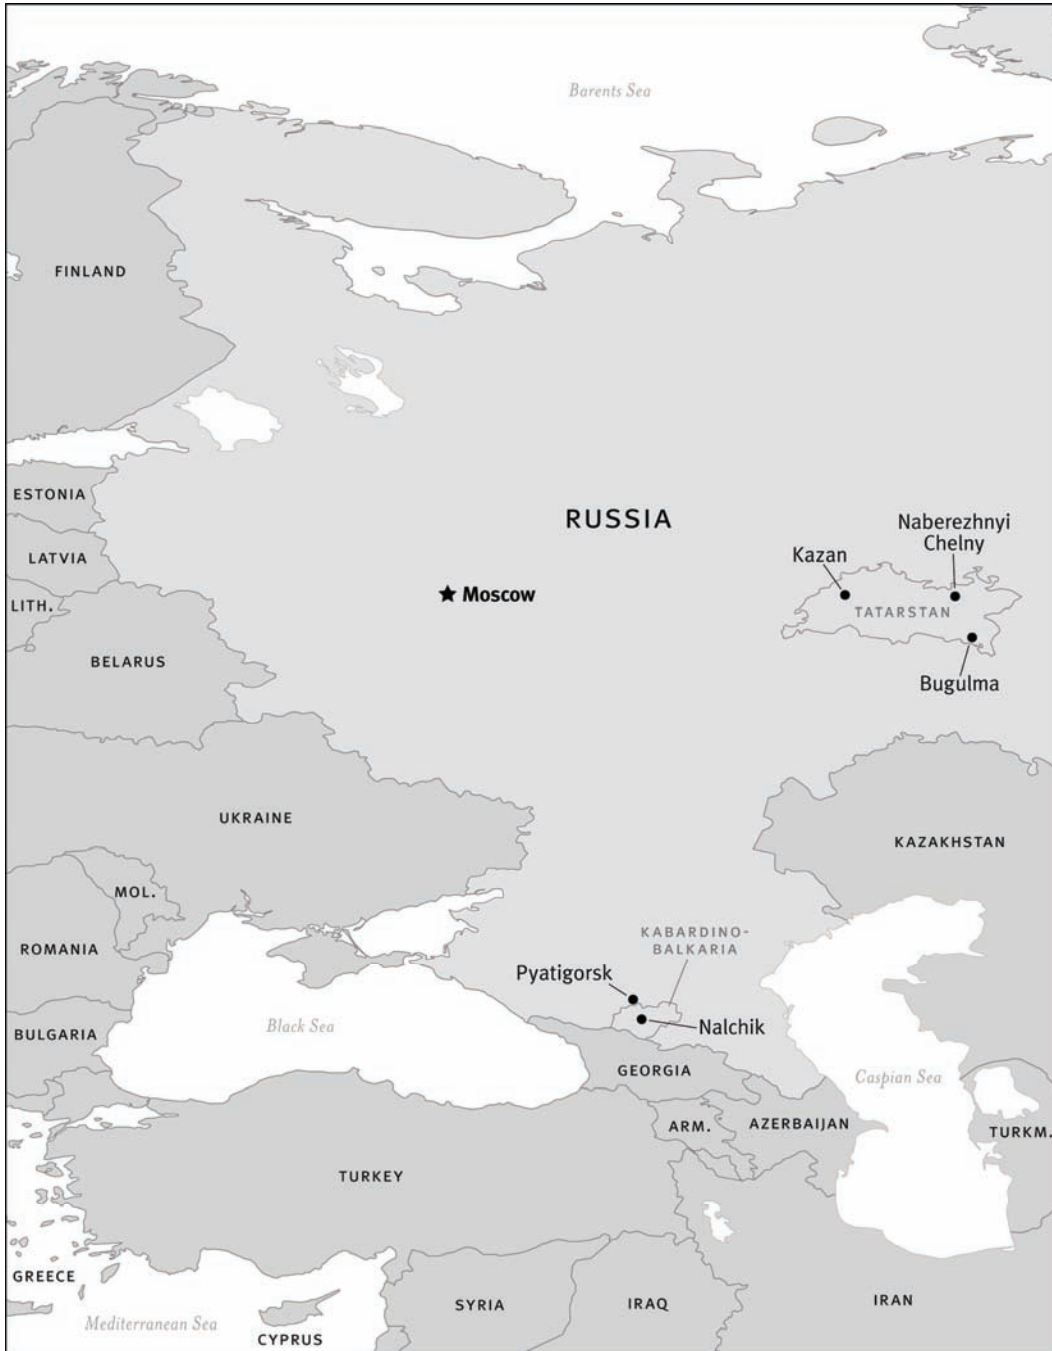 Barents Sea
FINLAND
ESTONIA
RUSSIA
Naberezhnyi
Chelny
LATVIA
Kazan
Moscow
LITH.
TATARSTAN
BELARUS
Bugulma
UKRAINE
KAZAKHSTAN
MOL.
ROMANIA
KABARDINO-
BALKARIA
Pyatigorsk
Black Sea
Nalchik
BULGARIA
GEORGIA
Caspian Sea
ARM.
AZERBAIJAN
TURKM.
TURKEY
GREECE
SYRIA
IRAQ
IRAN
Mediterranean Sea
CYPRUS